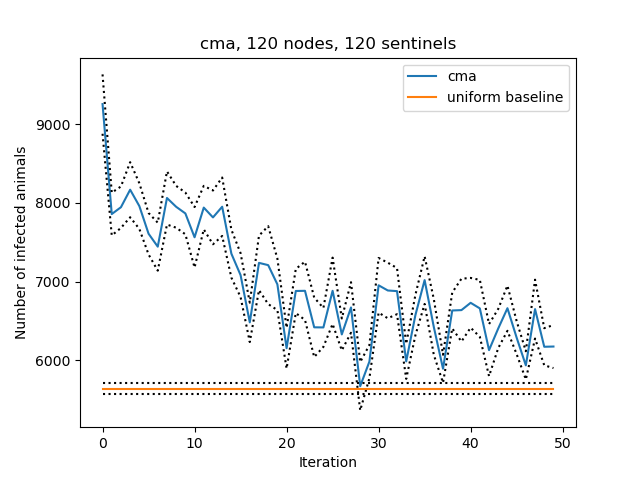 cma, 120 nodes, 120 sentinels
cma
uniform baseline
Number of infected animals
9000
8000
7000
6000
0 10 20 30 40 50
Iteration